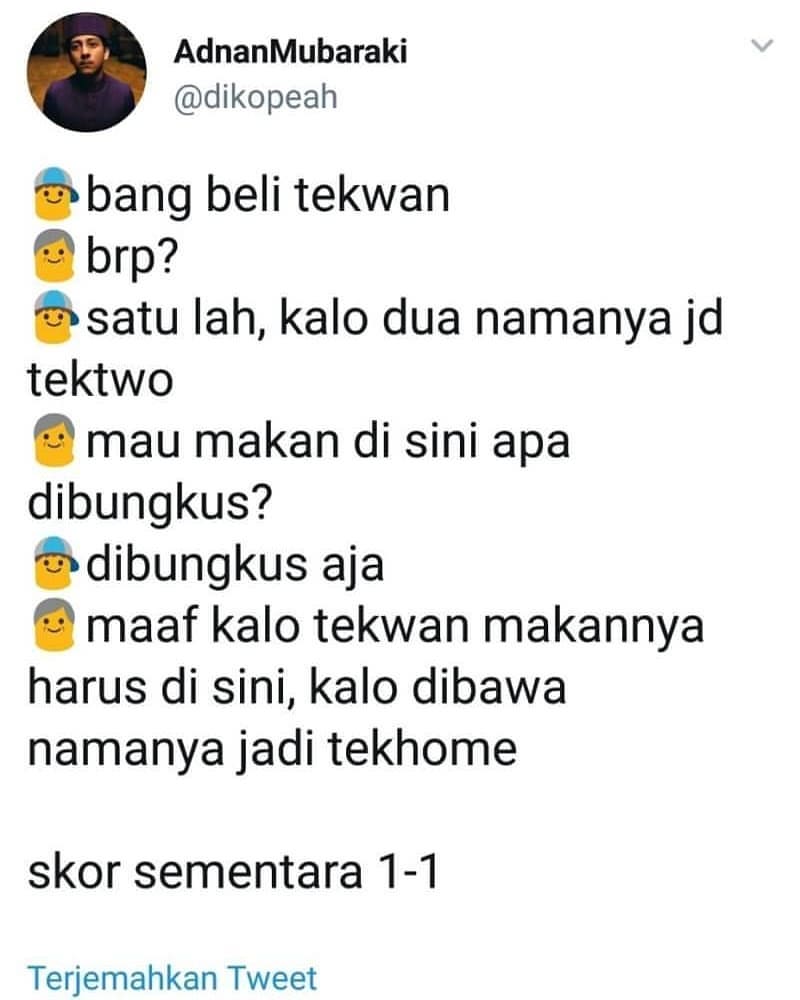 AdnanMubaraki
@dikopeah
bang beli tekwan
brp?
satu lah, kalo dua namanya jd
tektwo
mau makan di sini apa
dibungkus?
dibungkus aja
maaf kalo tekwan makannya
harus di sini, kalo dibawa
namanya jadi tekhome
skor sementara 1-1
Terjemahkan Tweet